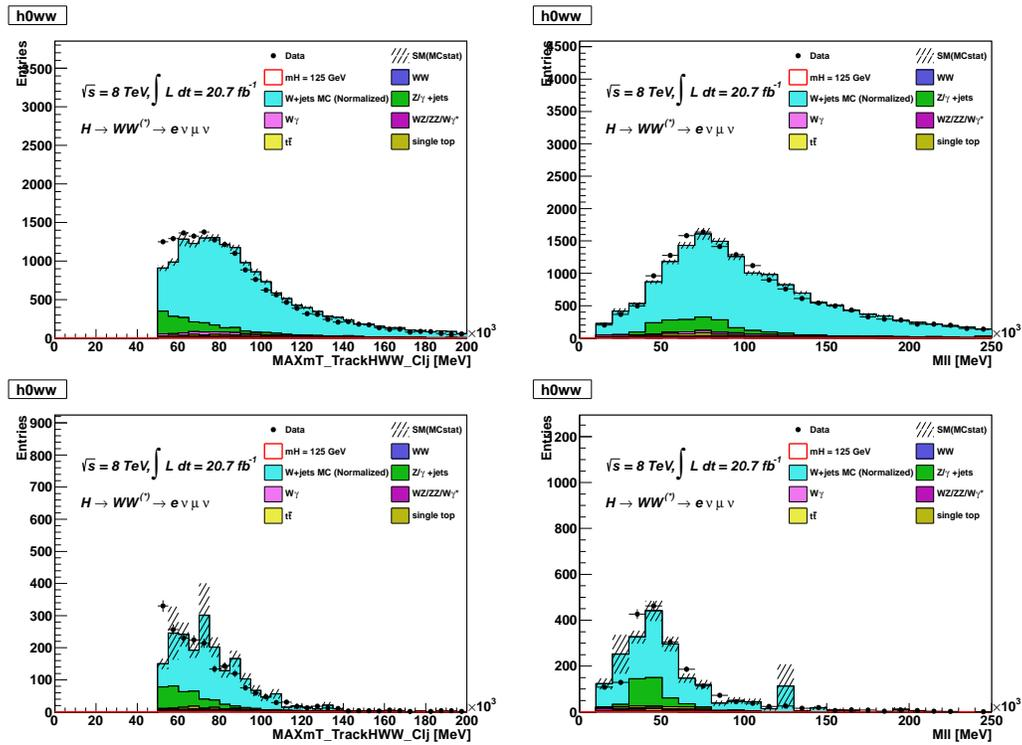 h0ww
Entries
3500
3000
2500
2000
1500
1000
500
0
√s = 8 TeV, ∫ L dt = 20.7 fb⁻¹
H → WW(*) → e ν μ ν
Data
mH = 125 GeV
W+jets MC (Normalized)
Wγ
tt̄
SM(MCstat)
WW
Z/γ +jets
WZ/ZZ/Wγ*
single top
0 20 40 60 80 100 120 140 160 180 200
×10³
MAXmT_TrackHWW_Clj [MeV]
h0ww
Entries
4500
4000
3500
3000
2500
2000
1500
1000
500
0
√s = 8 TeV, ∫ L dt = 20.7 fb⁻¹
H → WW(*) → e ν μ ν
Data
mH = 125 GeV
W+jets MC (Normalized)
Wγ
tt̄
SM(MCstat)
WW
Z/γ +jets
WZ/ZZ/Wγ*
single top
0 50 100 150 200 250
×10³
Mll [MeV]
h0ww
Entries
900
800
700
600
500
400
300
200
100
0
√s = 8 TeV, ∫ L dt = 20.7 fb⁻¹
H → WW(*) → e ν μ ν
Data
mH = 125 GeV
W+jets MC (Normalized)
Wγ
tt̄
SM(MCstat)
WW
Z/γ +jets
WZ/ZZ/Wγ*
single top
0 20 40 60 80 100 120 140 160 180 200
×10³
MAXmT_TrackHWW_Clj [MeV]
h0ww
Entries
1200
1000
800
600
400
200
0
√s = 8 TeV, ∫ L dt = 20.7 fb⁻¹
H → WW(*) → e ν μ ν
Data
mH = 125 GeV
W+jets MC (Normalized)
Wγ
tt̄
SM(MCstat)
WW
Z/γ +jets
WZ/ZZ/Wγ*
single top
0 50 100 150 200 250
×10³
Mll [MeV]